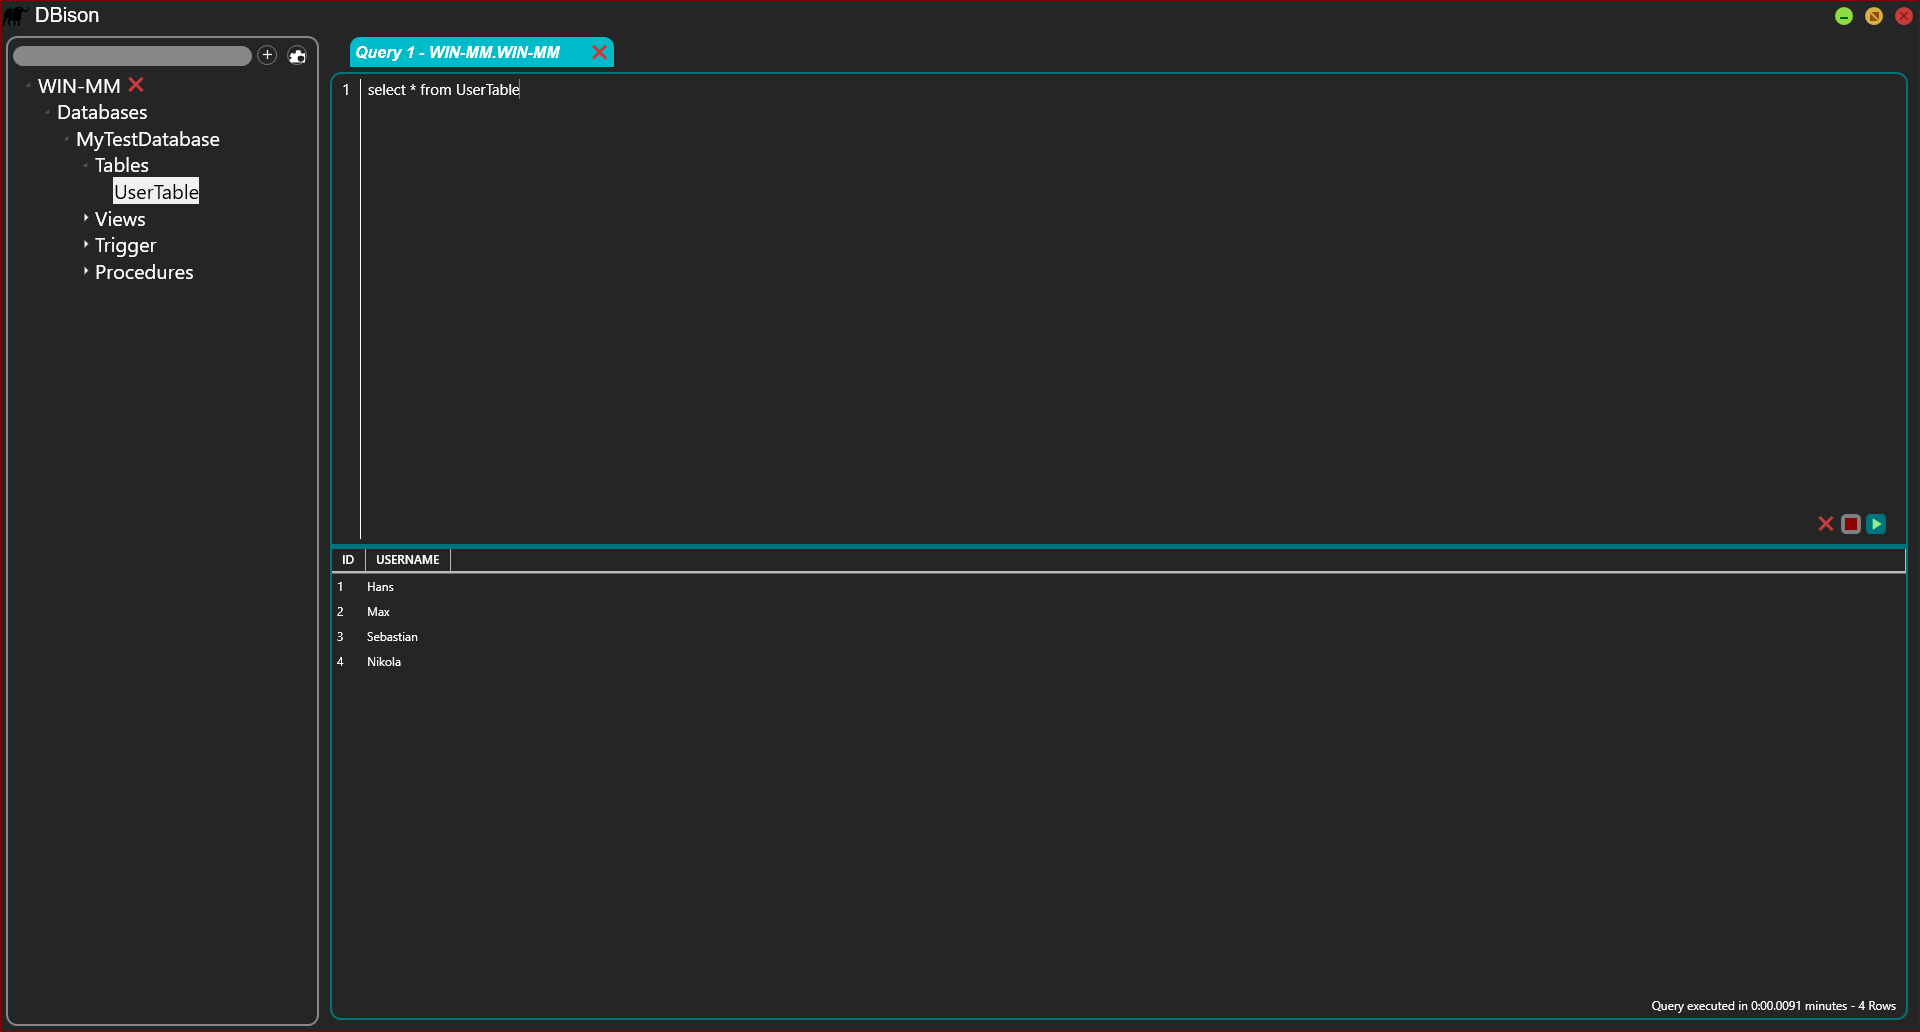 DBison
WIN-MM
Databases
MyTestDatabase
Tables
UserTable
Views
Trigger
Procedures
Query 1 - WIN-MM.WIN-MM
1 select * from UserTable
ID USERNAME
1 Hans
2 Max
3 Sebastian
4 Nikola
Query executed in 0:00.0091 minutes - 4 Rows